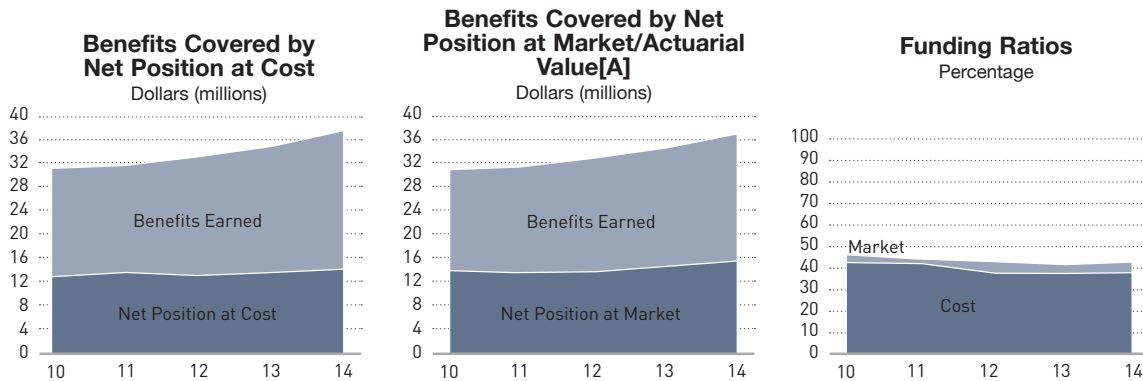 Benefits Covered by
Net Position at Cost
Dollars (millions)
40
36
32
28
24
20
16
12
8
4
0
Benefits Earned
Net Position at Cost
10 11 12 13 14
Benefits Covered by Net
Position at Market/Actuarial
Value[A]
Dollars (millions)
40
36
32
28
24
20
16
12
8
4
0
Benefits Earned
Net Position at Market
10 11 12 13 14
Funding Ratios
Percentage
100
90
80
70
60
50
40
30
20
10
0
Market
Cost
10 11 12 13 14